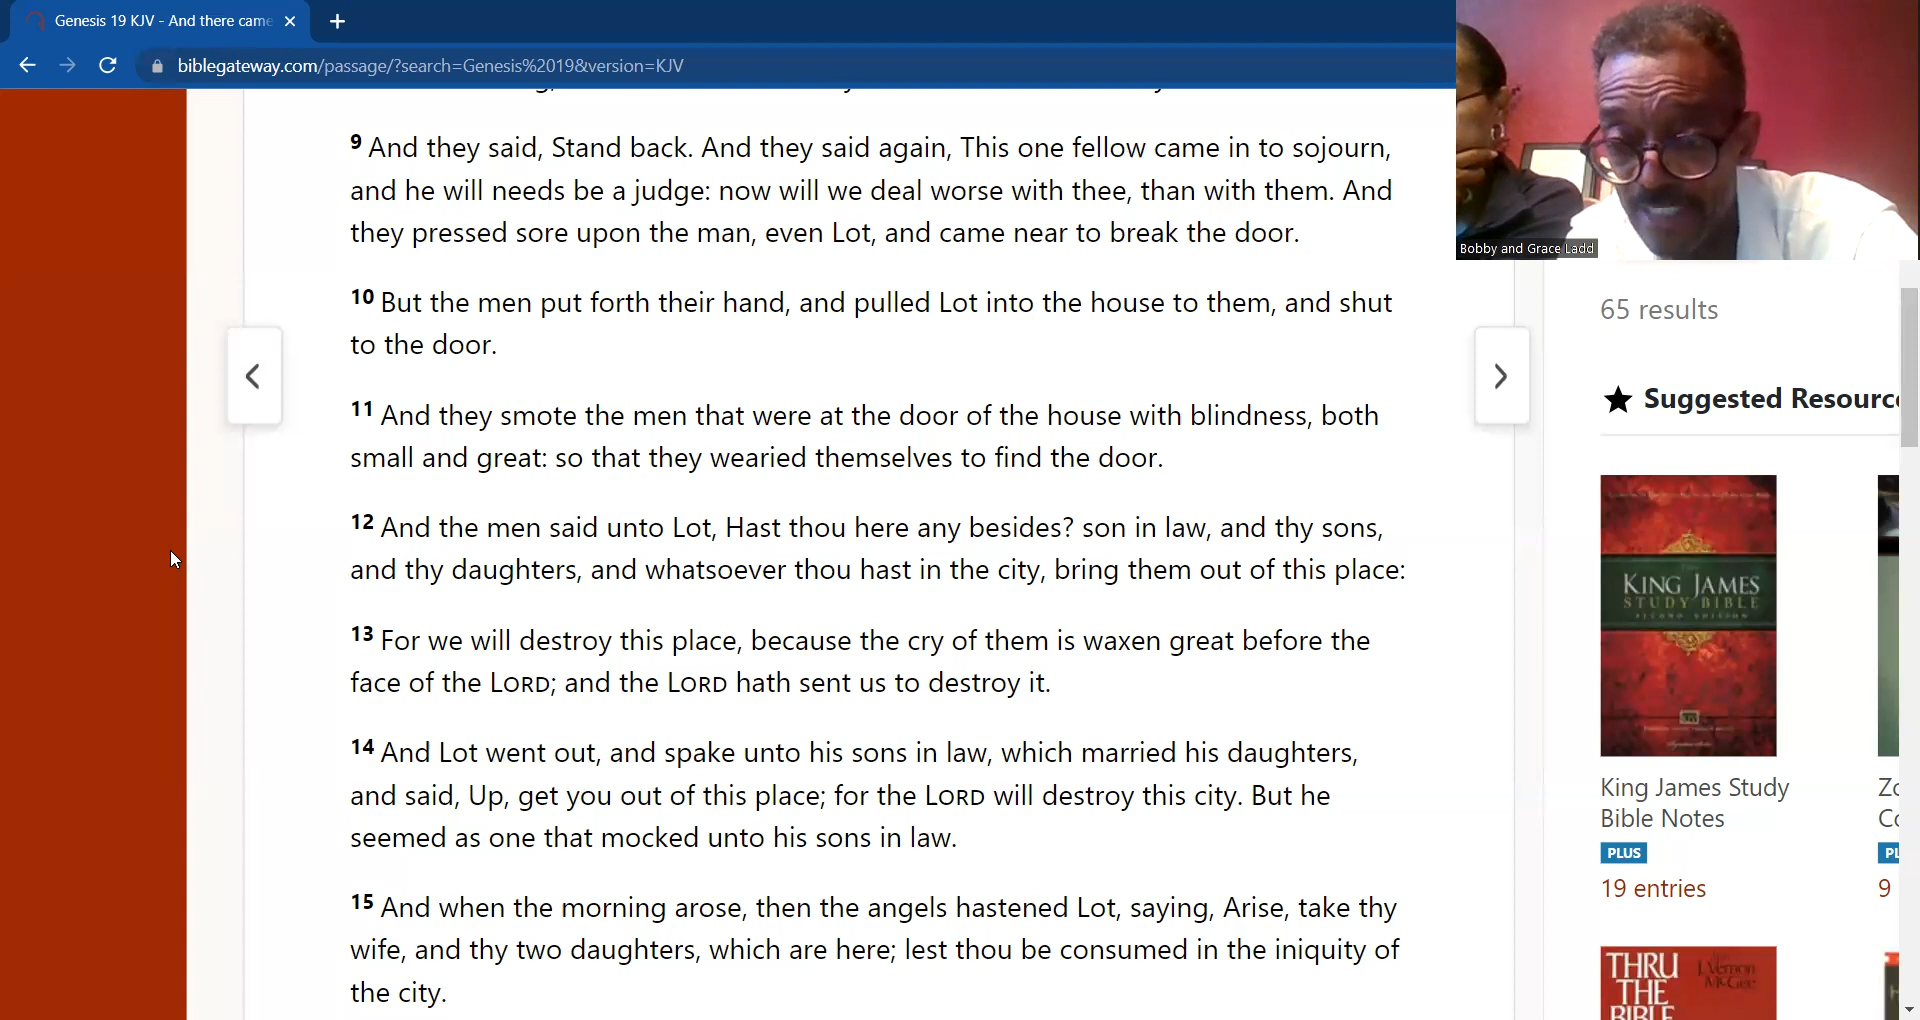 Genesis 19 KJV - And there came
biblegateway.com/passage/?search=Genesis%2019&version=KJV
9 And they said, Stand back. And they said again, This one fellow came in to sojourn,
and he will needs be a judge: now will we deal worse with thee, than with them. And
they pressed sore upon the man, even Lot, and came near to break the door.
10 But the men put forth their hand, and pulled Lot into the house to them, and shut
to the door.
11 And they smote the men that were at the door of the house with blindness, both
small and great: so that they wearied themselves to find the door.
12 And the men said unto Lot, Hast thou here any besides? son in law, and thy sons,
and thy daughters, and whatsoever thou hast in the city, bring them out of this place:
13 For we will destroy this place, because the cry of them is waxen great before the
face of the LORD; and the LORD hath sent us to destroy it.
14 And Lot went out, and spake unto his sons in law, which married his daughters,
and said, Up, get you out of this place; for the LORD will destroy this city. But he
seemed as one that mocked unto his sons in law.
15 And when the morning arose, then the angels hastened Lot, saying, Arise, take thy
wife, and thy two daughters, which are here; lest thou be consumed in the iniquity of
the city.
Bobby and Grace Ladd
65 results
Suggested Resourc
KING JAMES
STUDY BIBLE
SECOND EDITION
King James Study
Bible Notes
PLUS
19 entries
Zo
Co
PL
9
THRU
THE
BIBLE
J. Vernon
McGee